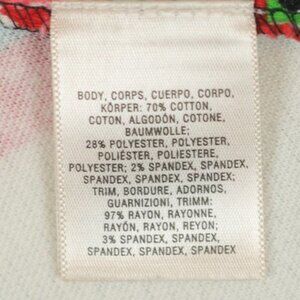 BODY, CORPS, CUERPO, CORPO,
KÖRPER: 70% COTTON,
COTON, ALGODÓN, COTONE,
BAUMWOLLE;
28% POLYESTER, POLYESTER,
POLIÉSTER, POLIESTERE,
POLYESTER; 2% SPANDEX, SPANDEX,
SPANDEX, SPANDEX, SPANDEX;
TRIM, BORDURE, ADORNOS,
GUARNIZIONI, TRIMM:
97% RAYON, RAYONNE,
RAYÓN, RAYON, REYON;
3% SPANDEX, SPANDEX,
SPANDEX, SPANDEX, SPANDEX